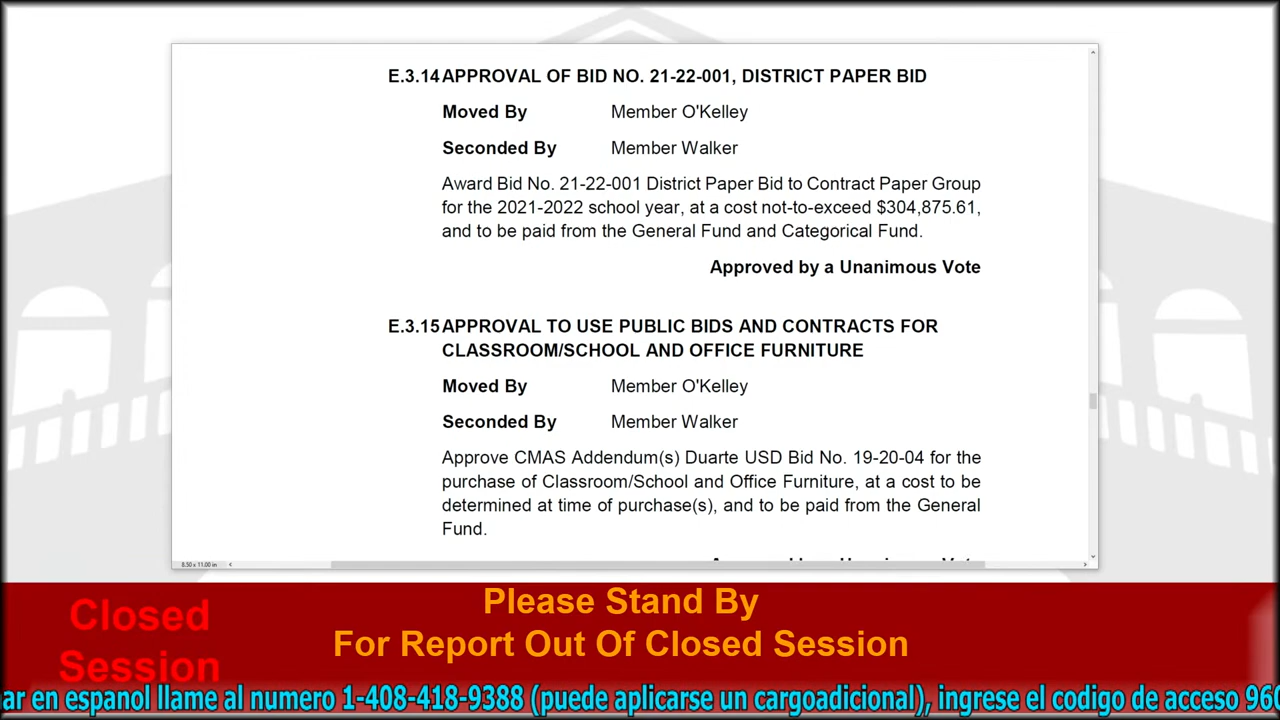 E.3.14 APPROVAL OF BID NO. 21-22-001, DISTRICT PAPER BID
Moved By Member O'Kelley
Seconded By Member Walker
Award Bid No. 21-22-001 District Paper Bid to Contract Paper Group
for the 2021-2022 school year, at a cost not-to-exceed $304,875.61,
and to be paid from the General Fund and Categorical Fund.
Approved by a Unanimous Vote
E.3.15 APPROVAL TO USE PUBLIC BIDS AND CONTRACTS FOR
CLASSROOM/SCHOOL AND OFFICE FURNITURE
Moved By Member O'Kelley
Seconded By Member Walker
Approve CMAS Addendum(s) Duarte USD Bid No. 19-20-04 for the
purchase of Classroom/School and Office Furniture, at a cost to be
determined at time of purchase(s), and to be paid from the General
Fund.
8.50 x 11.00 in
Closed
Session
Please Stand By
For Report Out Of Closed Session
ar en espanol llame al numero 1-408-418-9388 (puede aplicarse un cargoadicional), ingrese el codigo de acceso 960